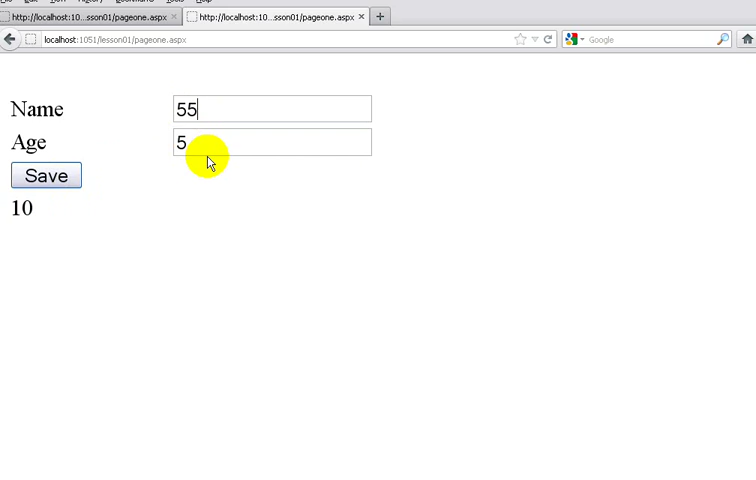 http://localhost:10...sson01/pageone.aspx http://localhost:10...sson01/pageone.aspx
localhost:1051/lesson01/pageone.aspx Google
Name 55
Age 5
Save
10